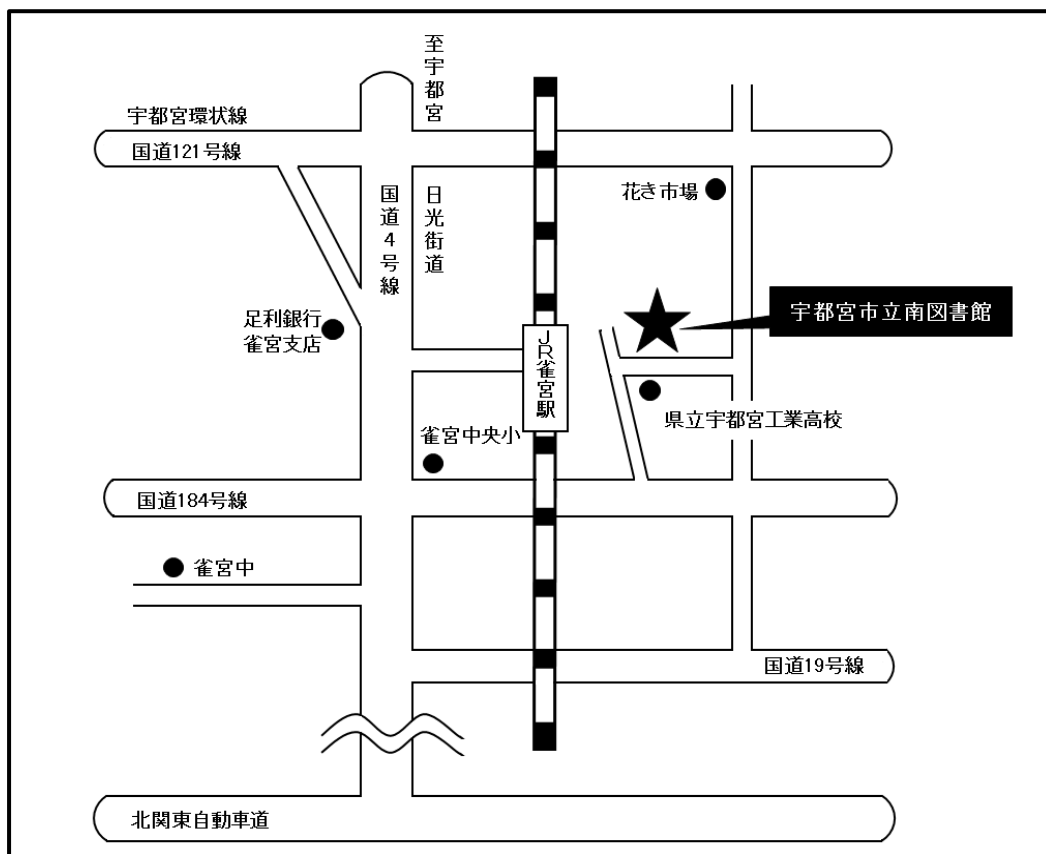 至宇都宮
宇都宮環状線
国道121号線
花き市場
国道4号線
日光街道
宇都宮市立南図書館
足利銀行
雀宮支店
JR雀宮駅
県立宇都宮工業高校
雀宮中央小
国道184号線
雀宮中
国道19号線
北関東自動車道